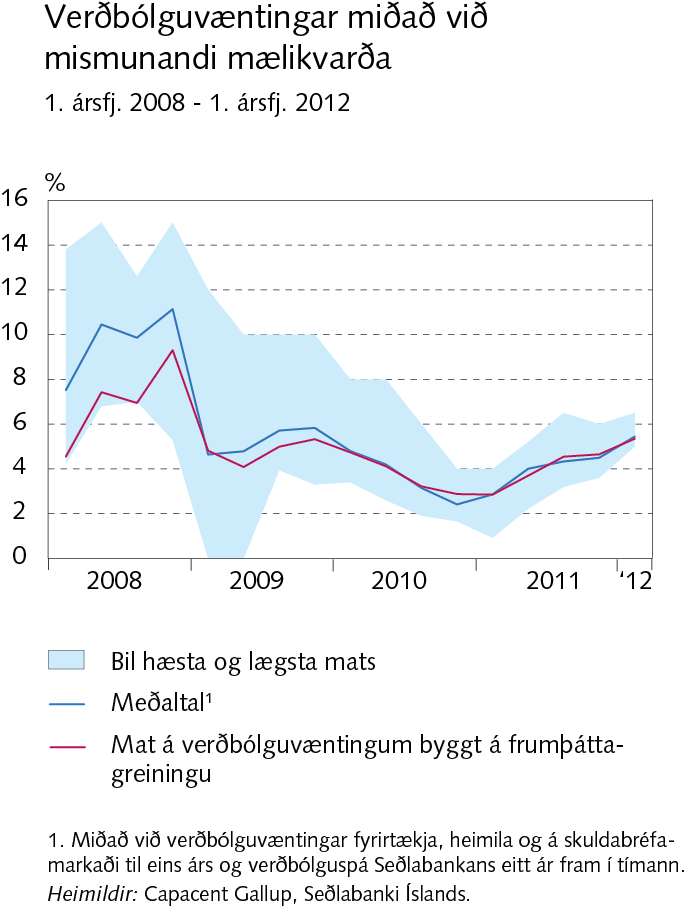 Verðbólguvæntingar miðað við
mismunandi mælikvarða
1. ársfj. 2008 - 1. ársfj. 2012
%
16
14
12
10
8
6
4
2
0
2008 2009 2010 2011 '12
Bil hæsta og lægsta mats
Meðaltal¹
Mat á verðbólguvæntingum byggt á frumþátta-
greiningu
1. Miðað við verðbólguvæntingar fyrirtækja, heimila og á skuldabréfa-
markaði til eins árs og verðbólguspá Seðlabankans eitt ár fram í tímann.
Heimildir: Capacent Gallup, Seðlabanki Íslands.